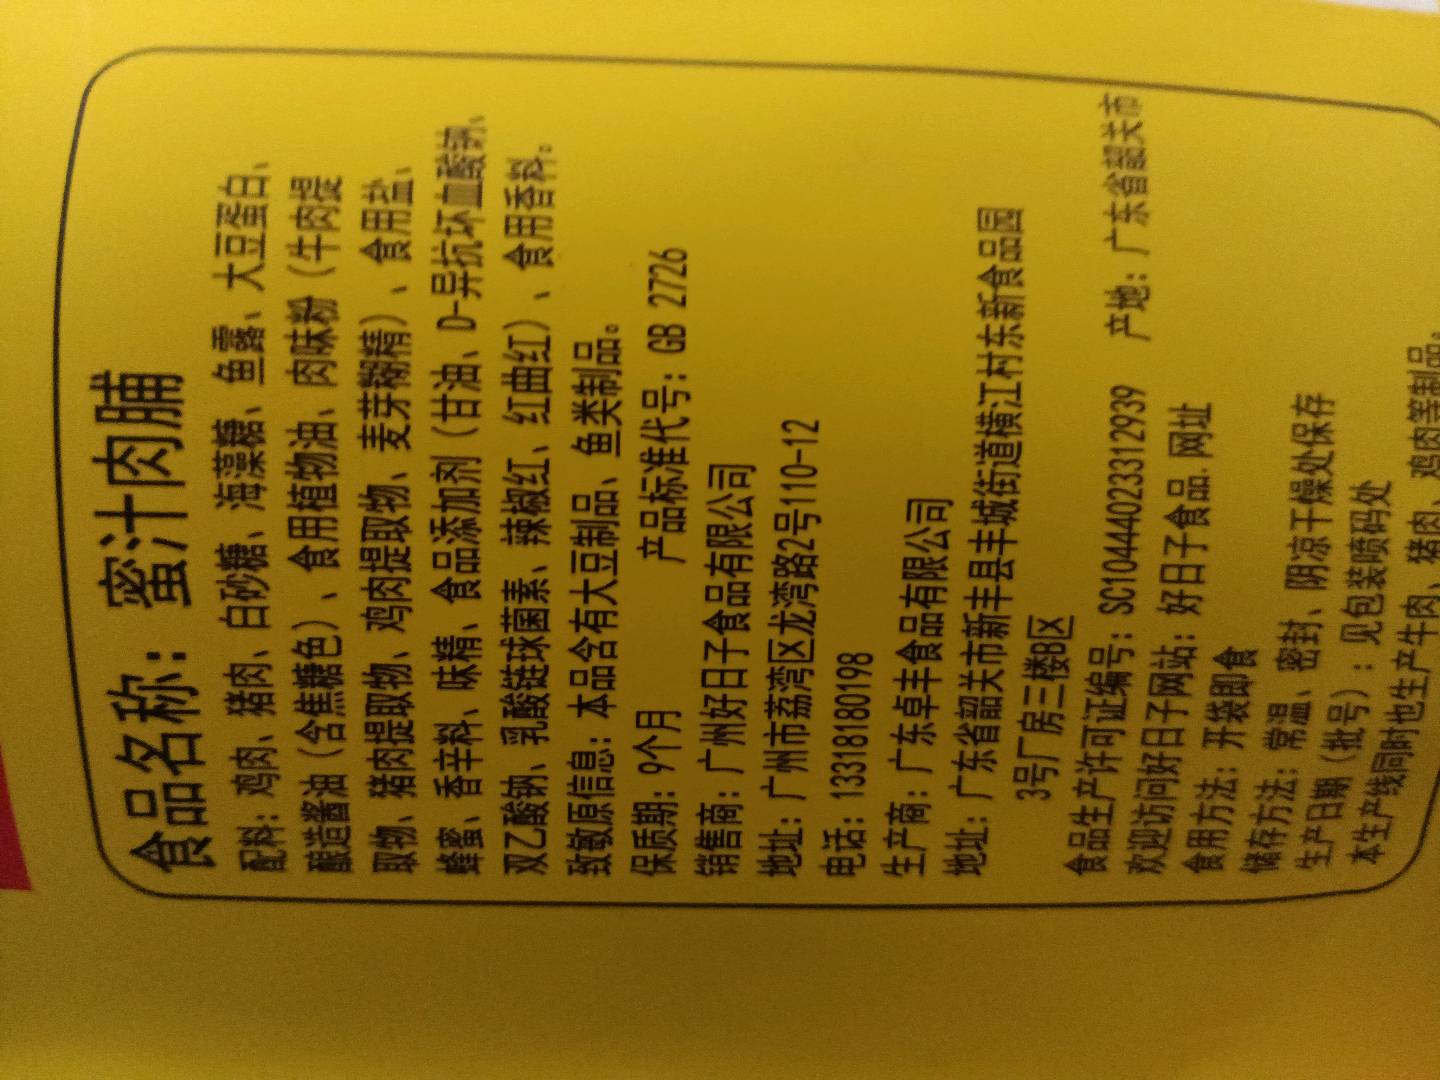 食品名称：蜜汁肉脯
配料：鸡肉、猪肉、白砂糖、海藻糖、鱼露、大豆蛋白、
酿造酱油（含焦糖色）、食用植物油、肉味粉（牛肉提
取物、猪肉提取物、鸡肉提取物、麦芽糊精）、食用盐、
蜂蜜、香辛料、味精、食品添加剂（甘油、D-异抗坏血酸钠、
双乙酸钠、乳酸链球菌素、辣椒红、红曲红）、食用香料。
致敏原信息：本品含有大豆制品、鱼类制品。
保质期：9个月 产品标准代号：GB 2726
销售商：广州好日子食品有限公司
地址：广州市荔湾区龙湾路2号110-12
电话：13318180198
生产商：广东卓丰食品有限公司
地址：广东省韶关市新丰县丰城街道横江村东新食品园
3号厂房三楼B区
食品生产许可证编号：SC10444023312939 产地：广东省韶关市
欢迎访问好日子网站：好日子食品.网址
食用方法：开袋即食
储存方法：常温、密封、阴凉干燥处保存
生产日期（批号）：见包装喷码处
本生产线同时也生产牛肉、猪肉、鸡肉等制品。